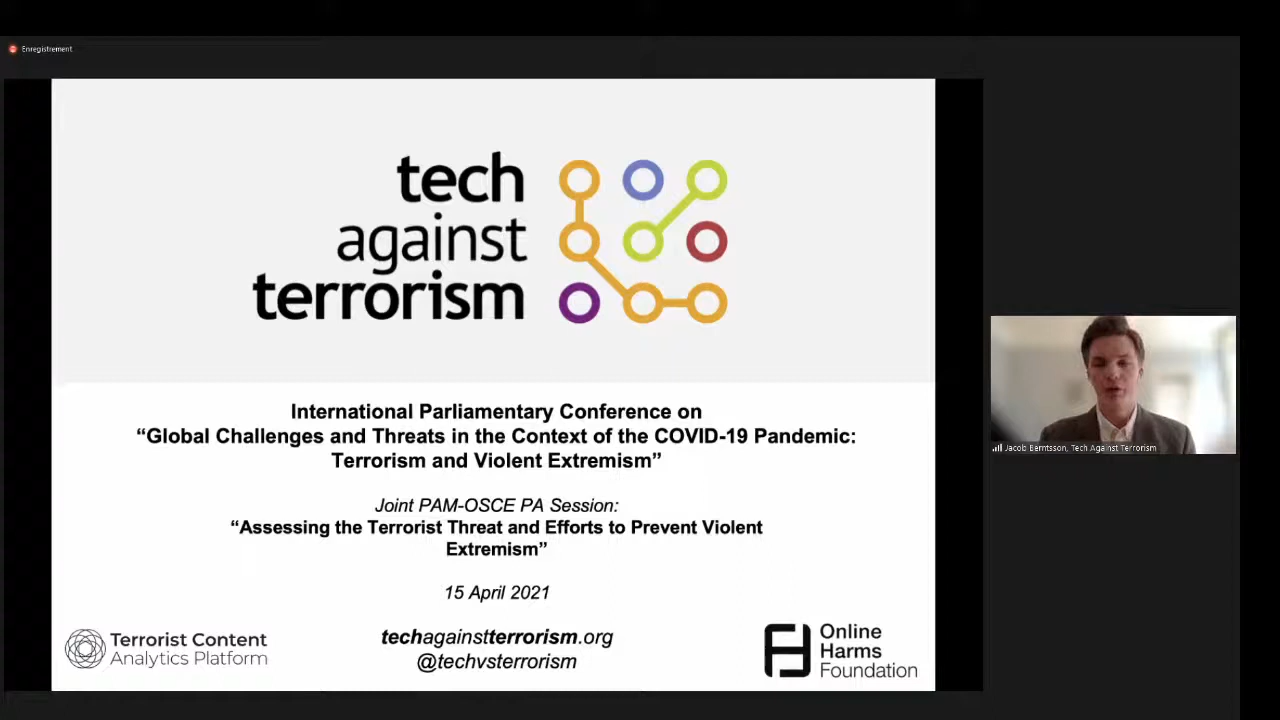 Enregistrement
tech
against
terrorism
International Parliamentary Conference on
“Global Challenges and Threats in the Context of the COVID-19 Pandemic:
Terrorism and Violent Extremism”
Joint PAM-OSCE PA Session:
“Assessing the Terrorist Threat and Efforts to Prevent Violent
Extremism”
15 April 2021
techagainstterrorism.org
@techvsterrorism
Terrorist Content
Analytics Platform
Online
Harms
Foundation
Jacob Berntsson, Tech Against Terrorism